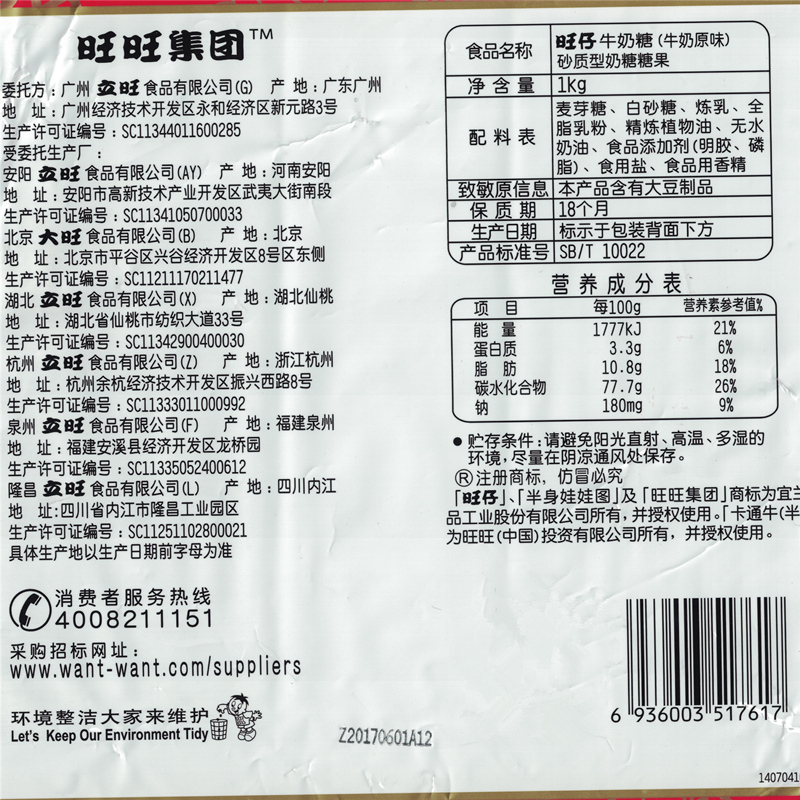 旺旺集团™
委托方:广州立旺食品有限公司(G) 产 地:广东广州
地 址:广州经济技术开发区永和经济区新元路3号
生产许可证编号:SC11344011600285
受委托生产厂:
安阳立旺食品有限公司(AY) 产 地:河南安阳
地 址:安阳市高新技术产业开发区武夷大街南段
生产许可证编号:SC11341050700033
北京大旺食品有限公司(B) 产 地:北京
地 址:北京市平谷区兴谷经济开发区8号区东侧
生产许可证编号:SC11211170211477
湖北立旺食品有限公司(X) 产 地:湖北仙桃
地 址:湖北省仙桃市纺织大道33号
生产许可证编号:SC11342900400030
杭州立旺食品有限公司(Z) 产 地:浙江杭州
地 址:杭州余杭经济技术开发区振兴西路8号
生产许可证编号:SC11333011000992
泉州立旺食品有限公司(F) 产 地:福建泉州
地 址:福建安溪县经济开发区龙桥园
生产许可证编号:SC11335052400612
隆昌立旺食品有限公司(L) 产 地:四川内江
地 址:四川省内江市隆昌工业园区
生产许可证编号:SC11251102800021
具体生产地以生产日期前字母为准
消费者服务热线
4008211151
采购招标网址:
www.want-want.com/suppliers
环境整洁大家来维护
Let's Keep Our Environment Tidy
Z20170601A12
食品名称 旺仔牛奶糖(牛奶原味)
砂质型奶糖糖果
净含量 1kg
配料表 麦芽糖、白砂糖、炼乳、全
脂乳粉、精炼植物油、无水
奶油、食品添加剂(明胶、磷
脂)、食用盐、食品用香精
致敏原信息 本产品含有大豆制品
保质期 18个月
生产日期 标示于包装背面下方
产品标准号 SB/T 10022
营养成分表
项 目 每100g 营养素参考值%
能 量 1777kJ 21%
蛋白质 3.3g 6%
脂 肪 10.8g 18%
碳水化合物 77.7g 26%
钠 180mg 9%
●贮存条件:请避免阳光直射、高温、多湿的
环境,尽量在阴凉通风处保存。
®注册商标,仿冒必究
「旺仔」、「半身娃娃图」及「旺旺集团」商标为宜兰
品工业股份有限公司所有,并授权使用。「卡通牛(半
为旺旺(中国)投资有限公司所有,并授权使用。
6 936003 517617
1407041